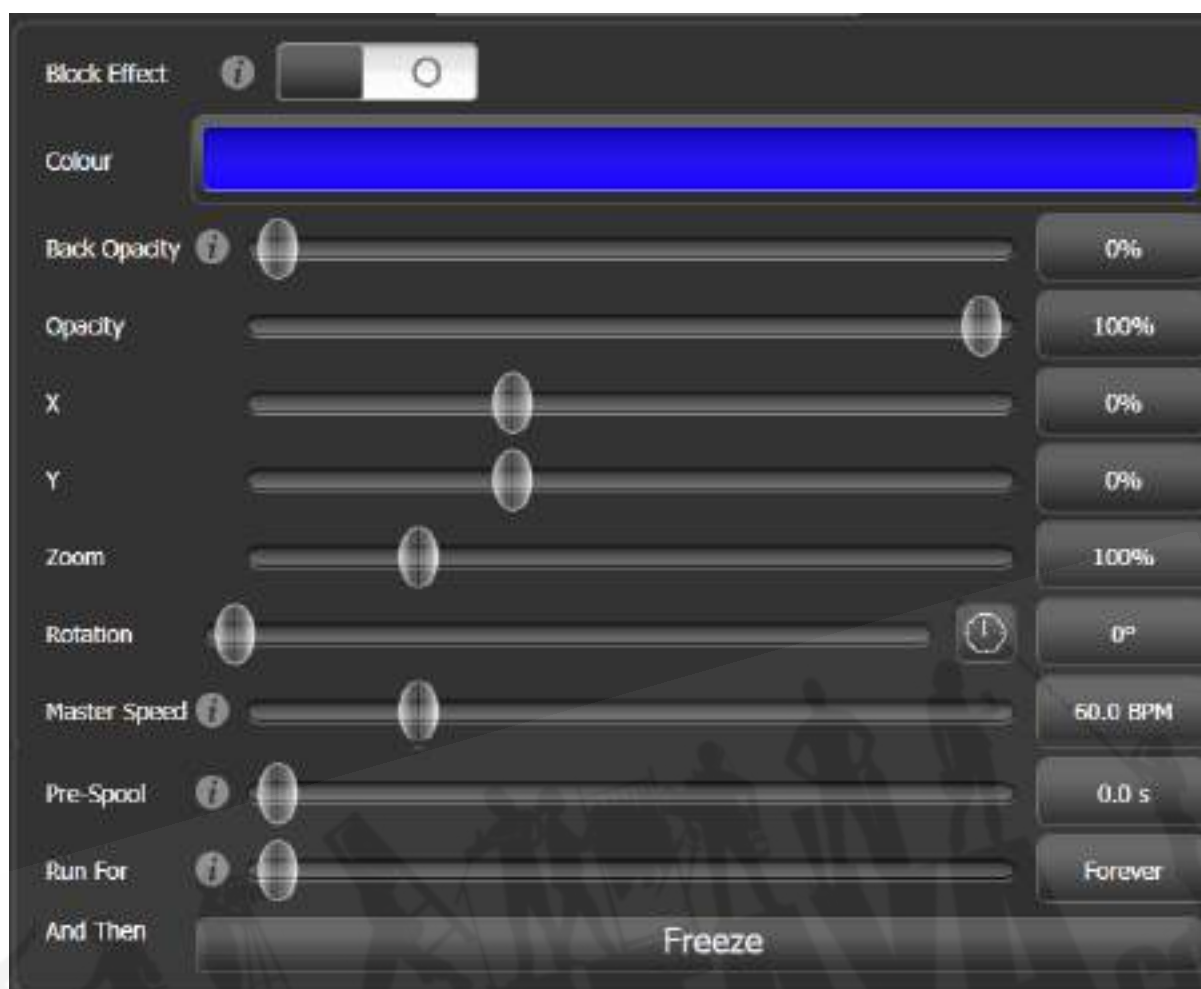 Block Effect
Colour
Back Opacity 0%
Opacity 100%
X 0%
Y 0%
Zoom 100%
Rotation 0°
Master Speed 60.0 BPM
Pre-Spool 0.0 s
Run For Forever
And Then Freeze